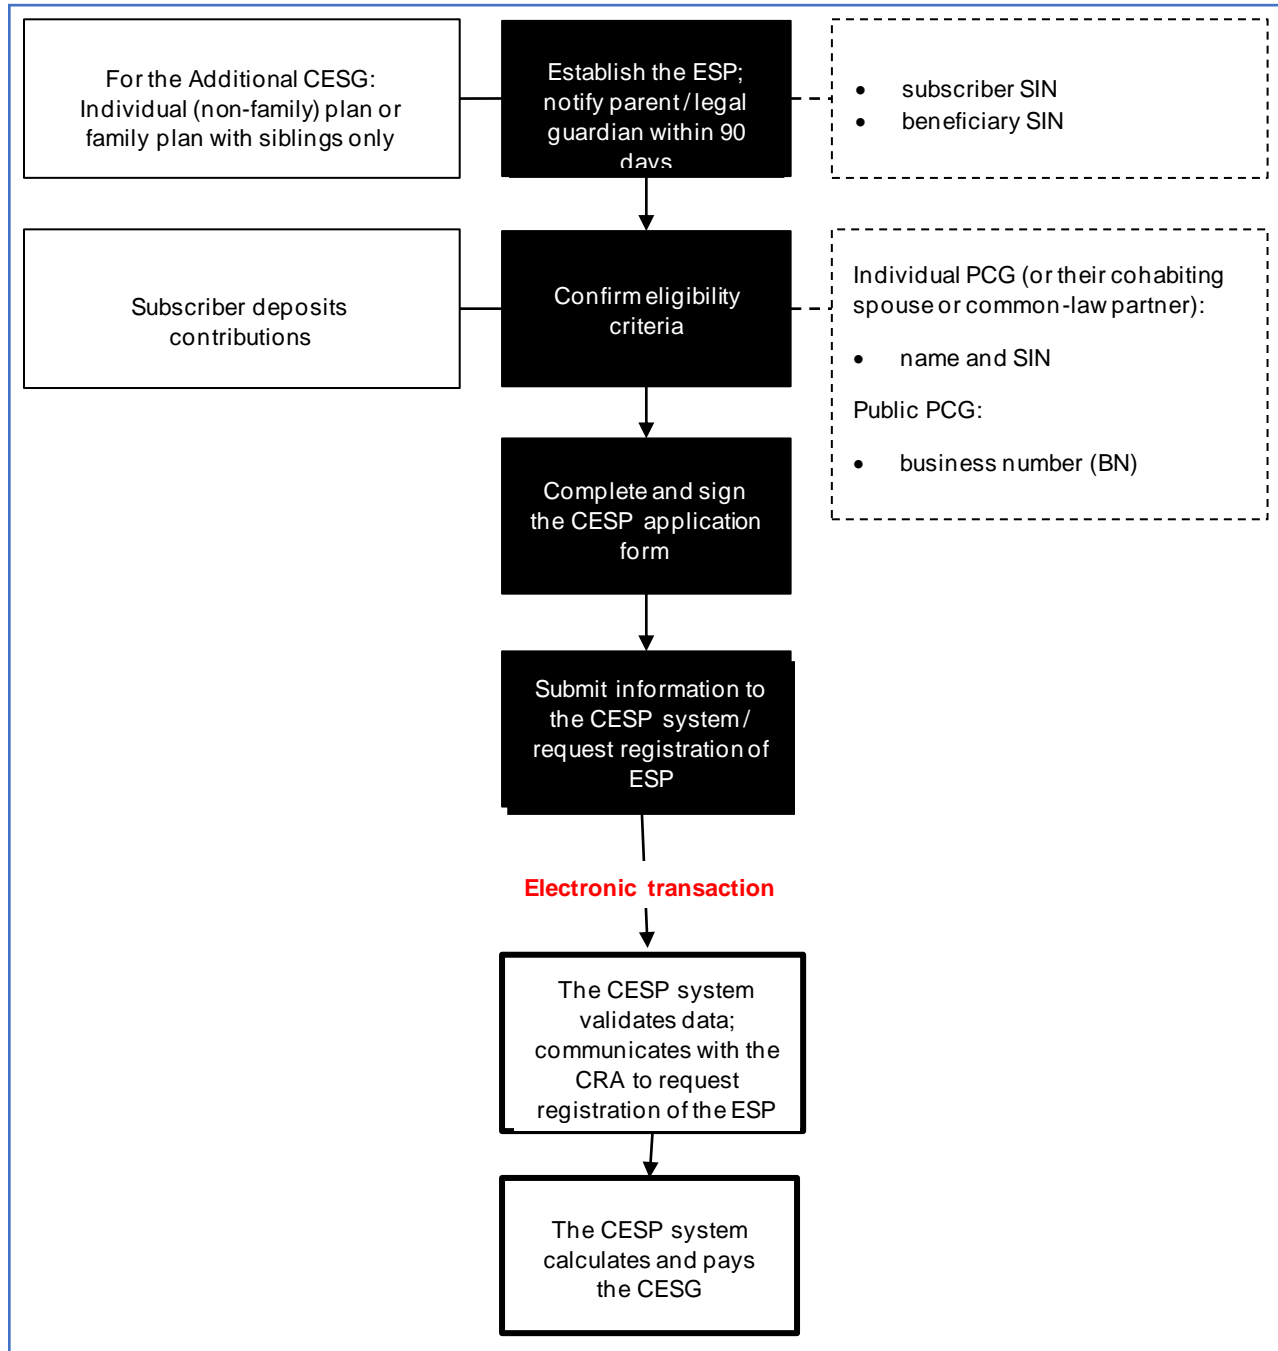 For the Additional CESG:
Individual (non-family) plan or
family plan with siblings only
Establish the ESP;
notify parent / legal
guardian within 90
days
• subscriber SIN
• beneficiary SIN
Subscriber deposits
contributions
Confirm eligibility
criteria
Individual PCG (or their cohabiting
spouse or common-law partner):
• name and SIN
Public PCG:
• business number (BN)
Complete and sign
the CESP application
form
Submit information to
the CESP system /
request registration of
ESP
Electronic transaction
The CESP system
validates data;
communicates with the
CRA to request
registration of the ESP
The CESP system
calculates and pays
the CESG